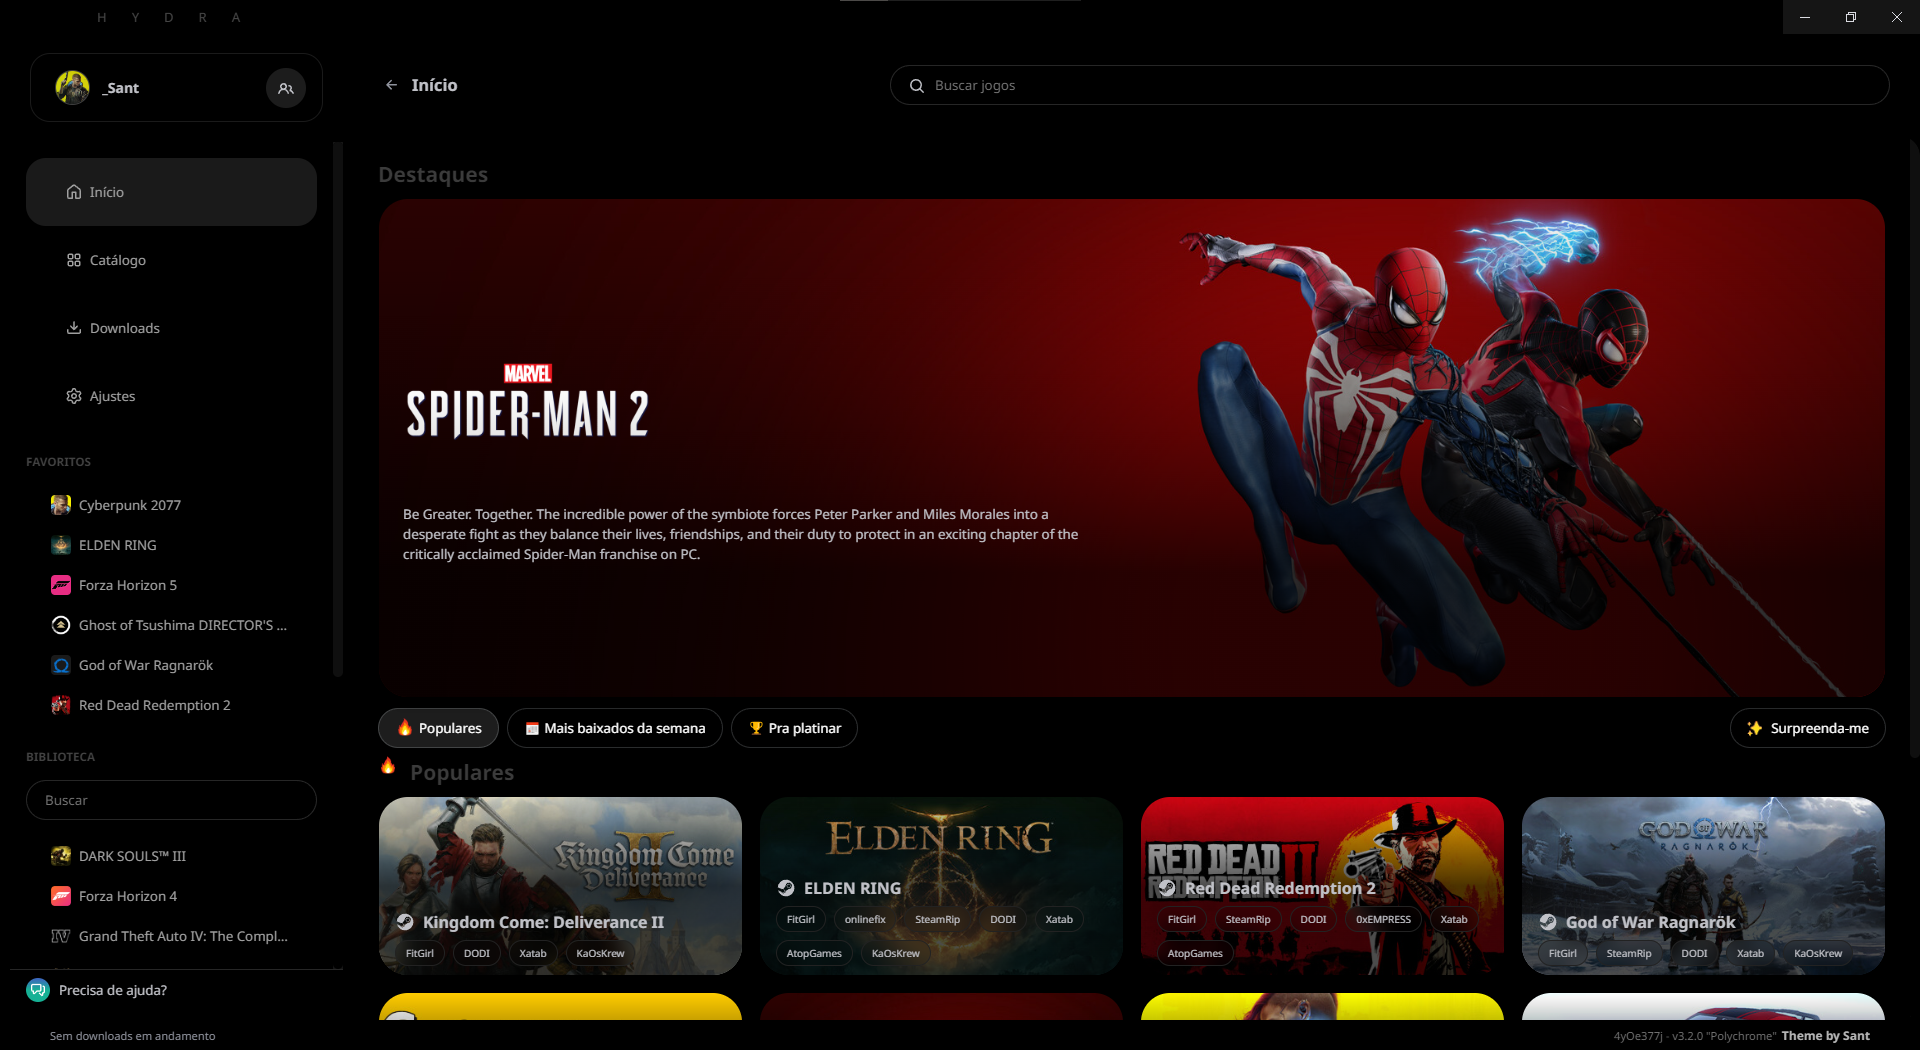 H Y D R A
_Sant
Início
Catálogo
Downloads
Ajustes
FAVORITOS
Cyberpunk 2077
ELDEN RING
Forza Horizon 5
Ghost of Tsushima DIRECTOR'S ...
God of War Ragnarök
Red Dead Redemption 2
BIBLIOTECA
Buscar
DARK SOULS™ III
Forza Horizon 4
Grand Theft Auto IV: The Compl...
Precisa de ajuda?
Sem downloads em andamento
Início
Buscar jogos
Destaques
MARVEL
SPIDER-MAN 2
Be Greater. Together. The incredible power of the symbiote forces Peter Parker and Miles Morales into a
desperate fight as they balance their lives, friendships, and their duty to protect in an exciting chapter of the
critically acclaimed Spider-Man franchise on PC.
Populares
Mais baixados da semana
Pra platinar
Surpreenda-me
Populares
Kingdom Come
II
Deliverance
Kingdom Come: Deliverance II
FitGirl DODI Xatab KaOsKrew
ELDEN RING
ELDEN RING
FitGirl onlinefix SteamRip DODI Xatab
AtopGames KaOsKrew
RED DEAD
REDEMPTION II
Red Dead Redemption 2
FitGirl SteamRip DODI 0xEMPRESS Xatab
AtopGames
GOD OF WAR
RAGNARÖK
God of War Ragnarök
FitGirl SteamRip DODI Xatab KaOsKrew
4yOe377j - v3.2.0 "Polychrome" Theme by Sant